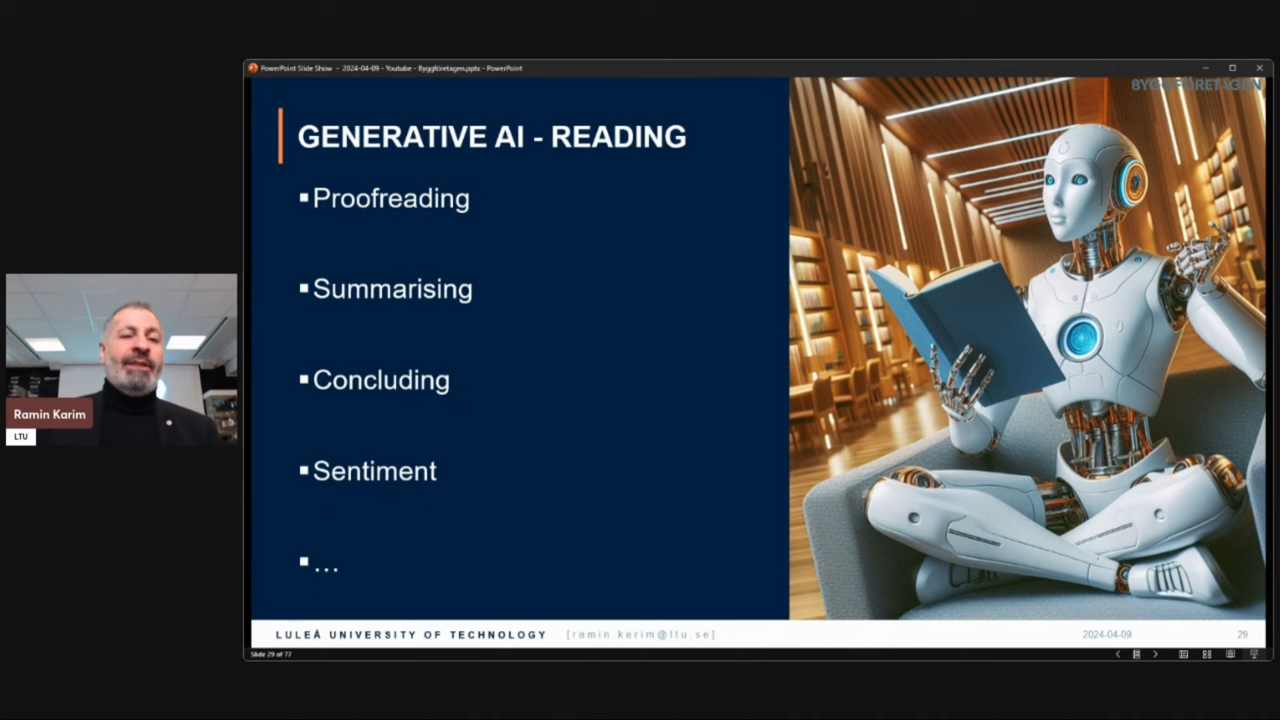 PowerPoint Slide Show - 2024-04-09 - Youtube - Byggföretagen.pptx - PowerPoint
BYGGFÖRETAGEN
GENERATIVE AI - READING
▪Proofreading
▪Summarising
▪Concluding
▪Sentiment
▪...
Ramin Karim
LTU
LULEÅ UNIVERSITY OF TECHNOLOGY [ramin.karim@ltu.se] 2024-04-09 29
Slide 29 of 77